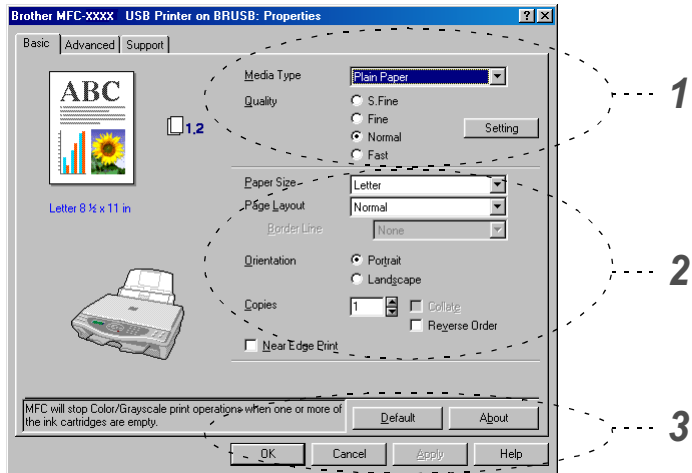 Brother MFC-XXXX USB Printer on BRUSB: Properties
Basic Advanced Support
Media Type Plain Paper
Quality S.Fine
Fine
Normal Setting
Fast
1
ABC
1.2
Letter 8 ½ x 11 in
Paper Size Letter
Page Layout Normal
Border Line None
Orientation Portrait
Landscape
Copies 1 Collate
Reverse Order
Near Edge Print
2
MFC will stop Color/Grayscale print operations when one or more of
the ink cartridges are empty.
Default About
OK Cancel Apply Help
3